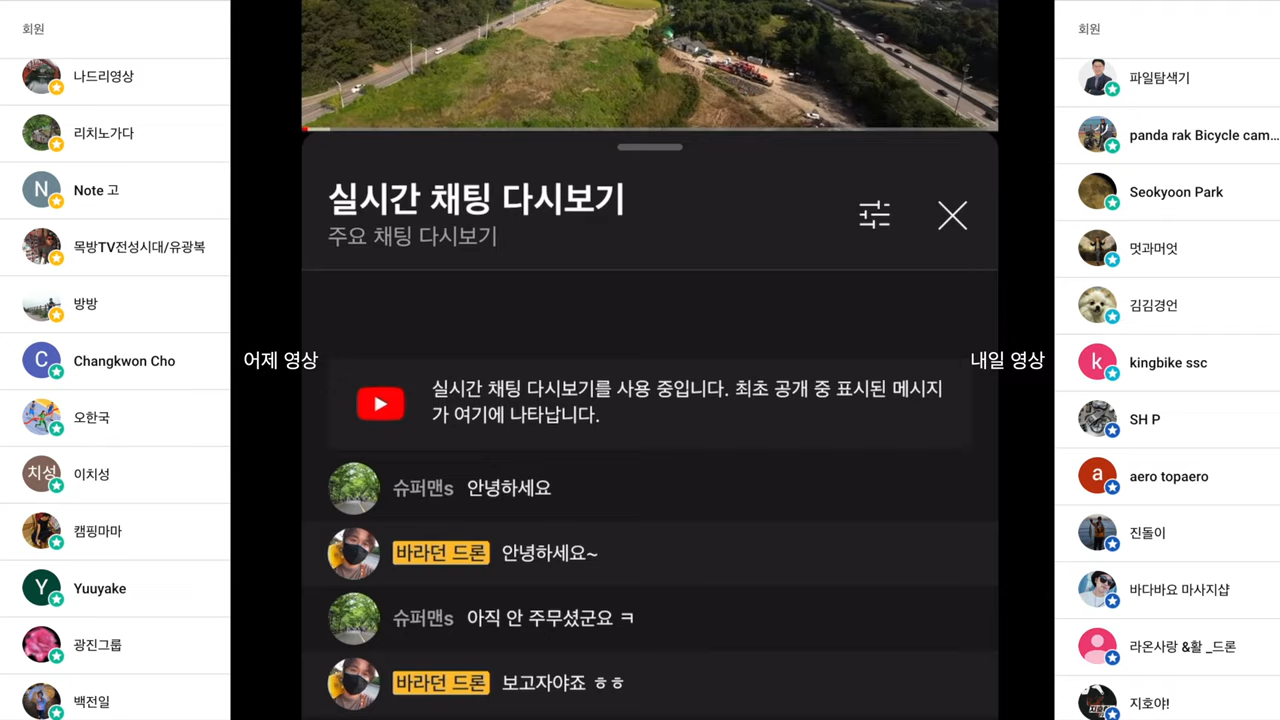 회원
나드리영상
리치노가다
N
Note 고
목방TV전성시대/유광복
방방
C
Changkwon Cho
오한국
치성
이치성
캠핑마마
Y
Yuuyake
광진그룹
백전일
어제 영상
실시간 채팅 다시보기
주요 채팅 다시보기
실시간 채팅 다시보기를 사용 중입니다. 최초 공개 중 표시된 메시지
가 여기에 나타납니다.
슈퍼맨s 안녕하세요
바라던 드론 안녕하세요~
슈퍼맨s 아직 안 주무셨군요 ㅋ
바라던 드론 보고자야죠 ㅎㅎ
내일 영상
회원
파일탐색기
panda rak Bicycle cam...
Seokyoon Park
멋과머엇
김김경언
k
kingbike ssc
SH P
a
aero topaero
진돌이
바다바요 마사지샵
라온사랑 &활 _드론
지호야!